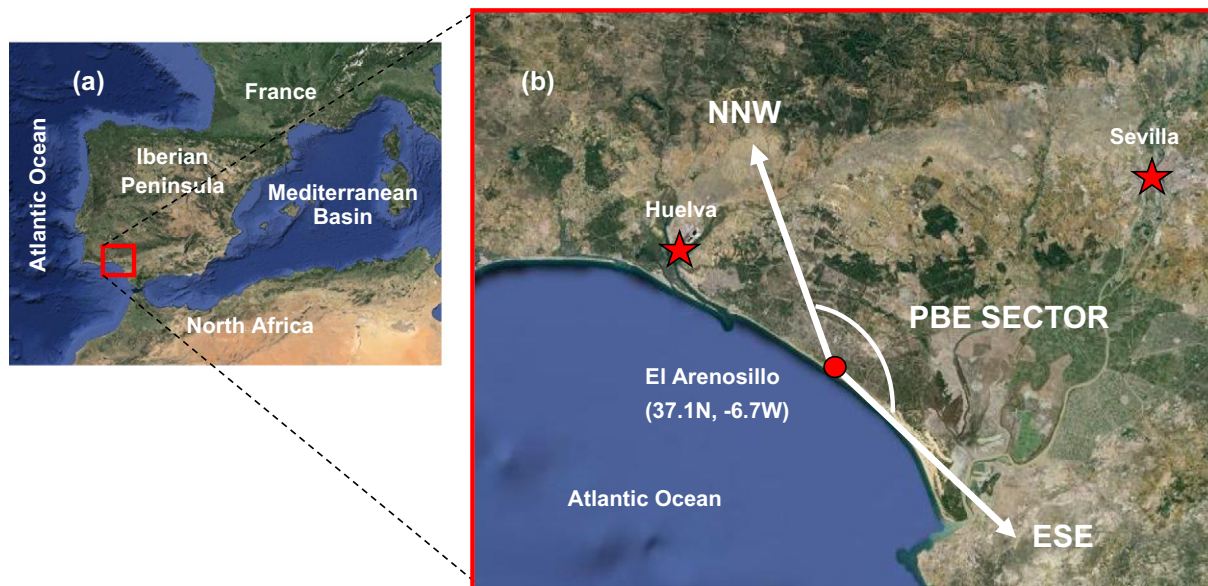 (a)
France
Atlantic Ocean
Iberian
Peninsula
Mediterranean
Basin
North Africa
(b)
NNW
Sevilla
Huelva
PBE SECTOR
El Arenosillo
(37.1N, -6.7W)
Atlantic Ocean
ESE